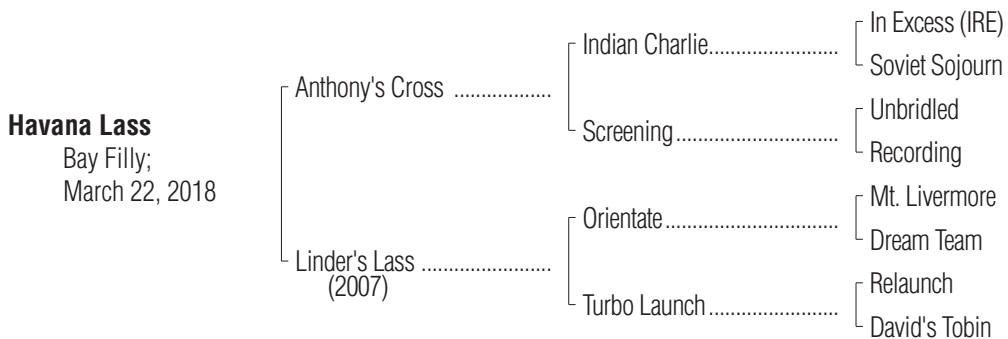 In Excess (IRE)
Indian Charlie........................
Soviet Sojourn
Anthony's Cross ..................
Unbridled
Screening..............................
Recording
Havana Lass
Bay Filly;
March 22, 2018
Mt. Livermore
Orientate................................
Dream Team
Linder's Lass ........................
(2007)
Relaunch
Turbo Launch........................
David's Tobin